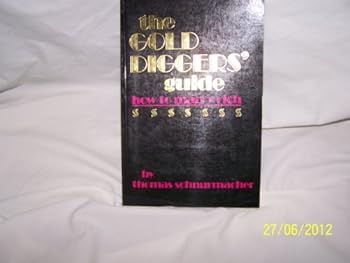 the
GOLD
DIGGERS'
guide
how to marry rich
$ $ $ $ $ $ $
by
thomas schnurmacher
27/06/2012